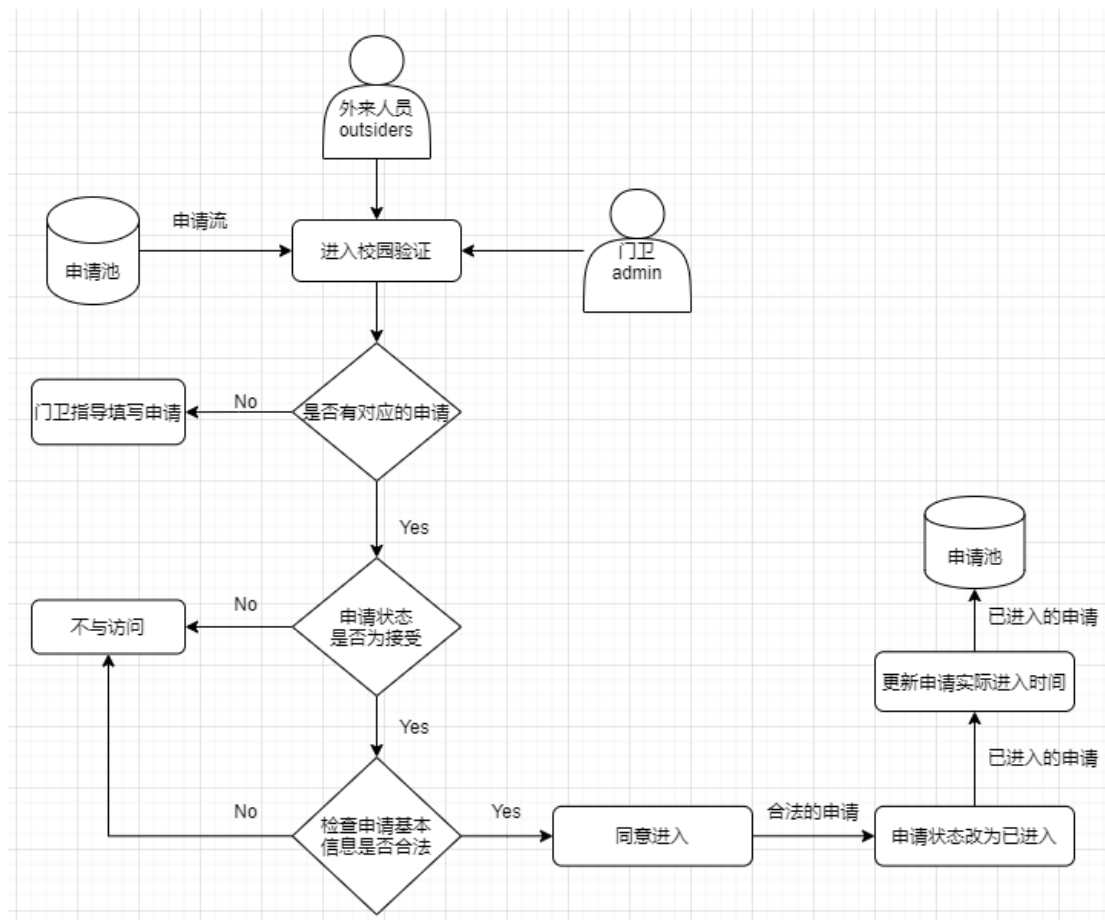 外来人员
outsiders
申请流
申请池
进入校园验证
门卫
admin
No
门卫指导填写申请
是否有对应的申请
Yes
申请池
No
不与访问
申请状态
是否为接受
已进入的申请
更新申请实际进入时间
Yes
已进入的申请
No
检查申请基本
信息是否合法
Yes
同意进入
合法的申请
申请状态改为已进入